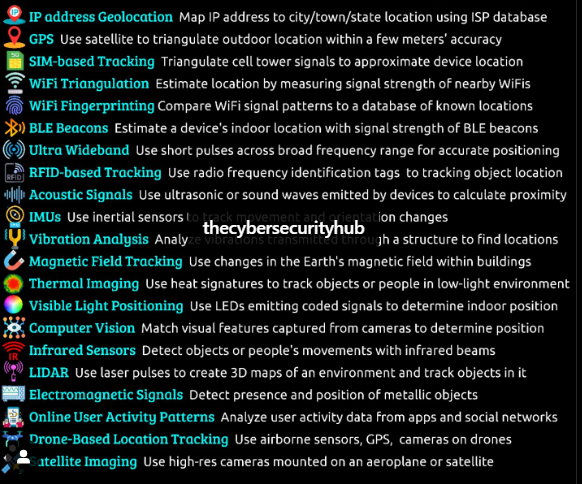 IP address Geolocation Map IP address to city/town/state location using ISP database
GPS Use satellite to triangulate outdoor location within a few meters' accuracy
5G
SIM-based Tracking Triangulate cell tower signals to approximate device location
WiFi Triangulation Estimate location by measuring signal strength of nearby WiFis
WiFi Fingerprinting Compare WiFi signal patterns to a database of known locations
BLE Beacons Estimate a device's indoor location with signal strength of BLE beacons
Ultra Wideband Use short pulses across broad frequency range for accurate positioning
RFID
RFID-based Tracking Use radio frequency identification tags to tracking object location
Acoustic Signals Use ultrasonic or sound waves emitted by devices to calculate proximity
IMUs Use inertial sensors to track movement and orientation changes
thecybersecurityhub
Vibration Analysis Analyze vibrations transmitted through a structure to find locations
Magnetic Field Tracking Use changes in the Earth's magnetic field within buildings
Thermal Imaging Use heat signatures to track objects or people in low-light environment
Visible Light Positioning Use LEDs emitting coded signals to determine indoor position
Computer Vision Match visual features captured from cameras to determine position
IR
Infrared Sensors Detect objects or people's movements with infrared beams
LIDAR Use laser pulses to create 3D maps of an environment and track objects in it
Electromagnetic Signals Detect presence and position of metallic objects
Online User Activity Patterns Analyze user activity data from apps and social networks
Drone-Based Location Tracking Use airborne sensors, GPS, cameras on drones
Satellite Imaging Use high-res cameras mounted on an aeroplane or satellite